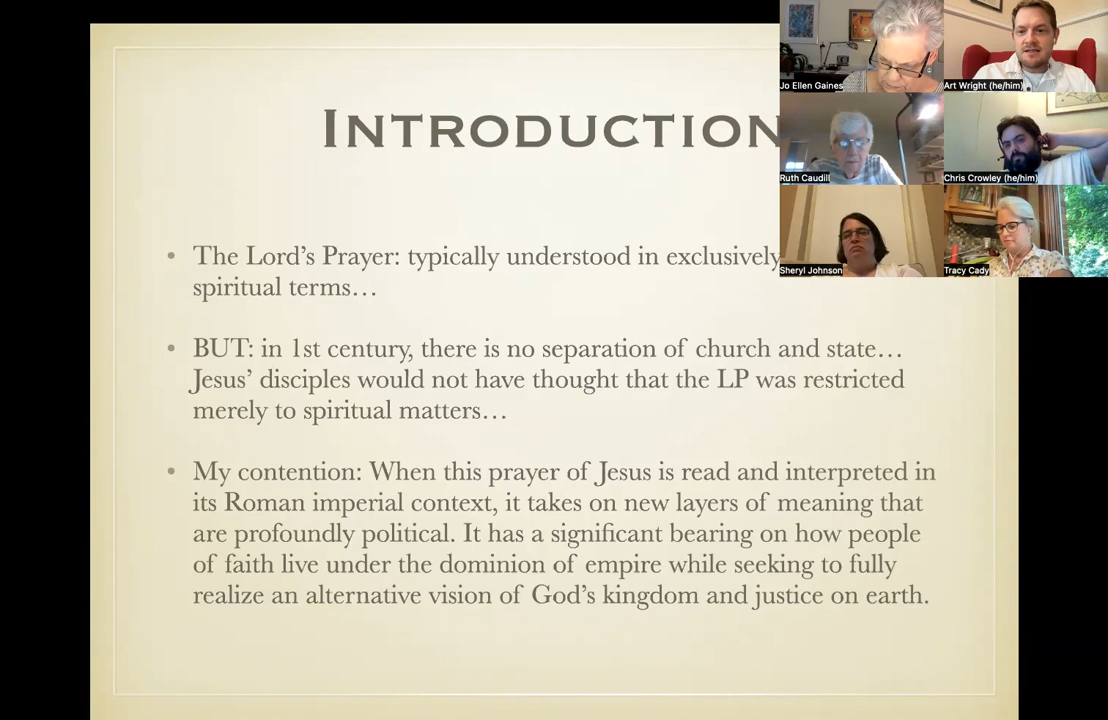 INTRODUCTION
• The Lord’s Prayer: typically understood in exclusively
spiritual terms…
• BUT: in 1st century, there is no separation of church and state…
Jesus’ disciples would not have thought that the LP was restricted
merely to spiritual matters…
• My contention: When this prayer of Jesus is read and interpreted in
its Roman imperial context, it takes on new layers of meaning that
are profoundly political. It has a significant bearing on how people
of faith live under the dominion of empire while seeking to fully
realize an alternative vision of God’s kingdom and justice on earth.
Jo Ellen Gaines
Art Wright (he/him)
Ruth Caudill
Chris Crowley (he/him)
Sheryl Johnson
Tracy Cady